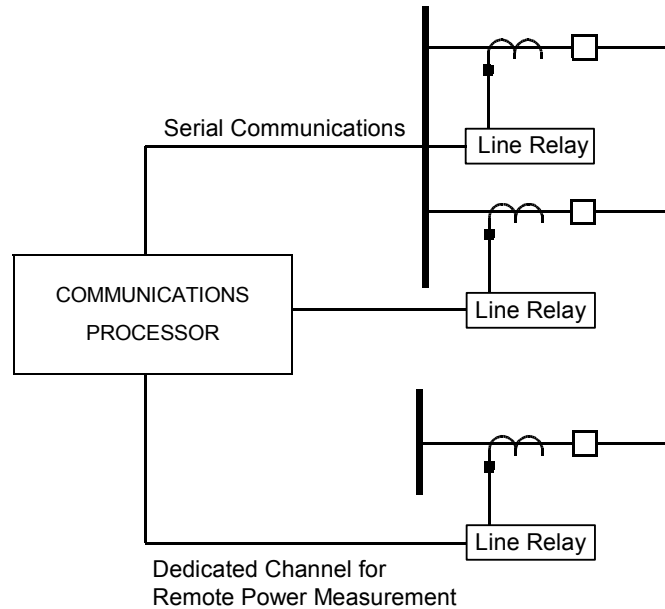 Serial Communications
Line Relay
COMMUNICATIONS
PROCESSOR
Line Relay
Line Relay
Dedicated Channel for
Remote Power Measurement